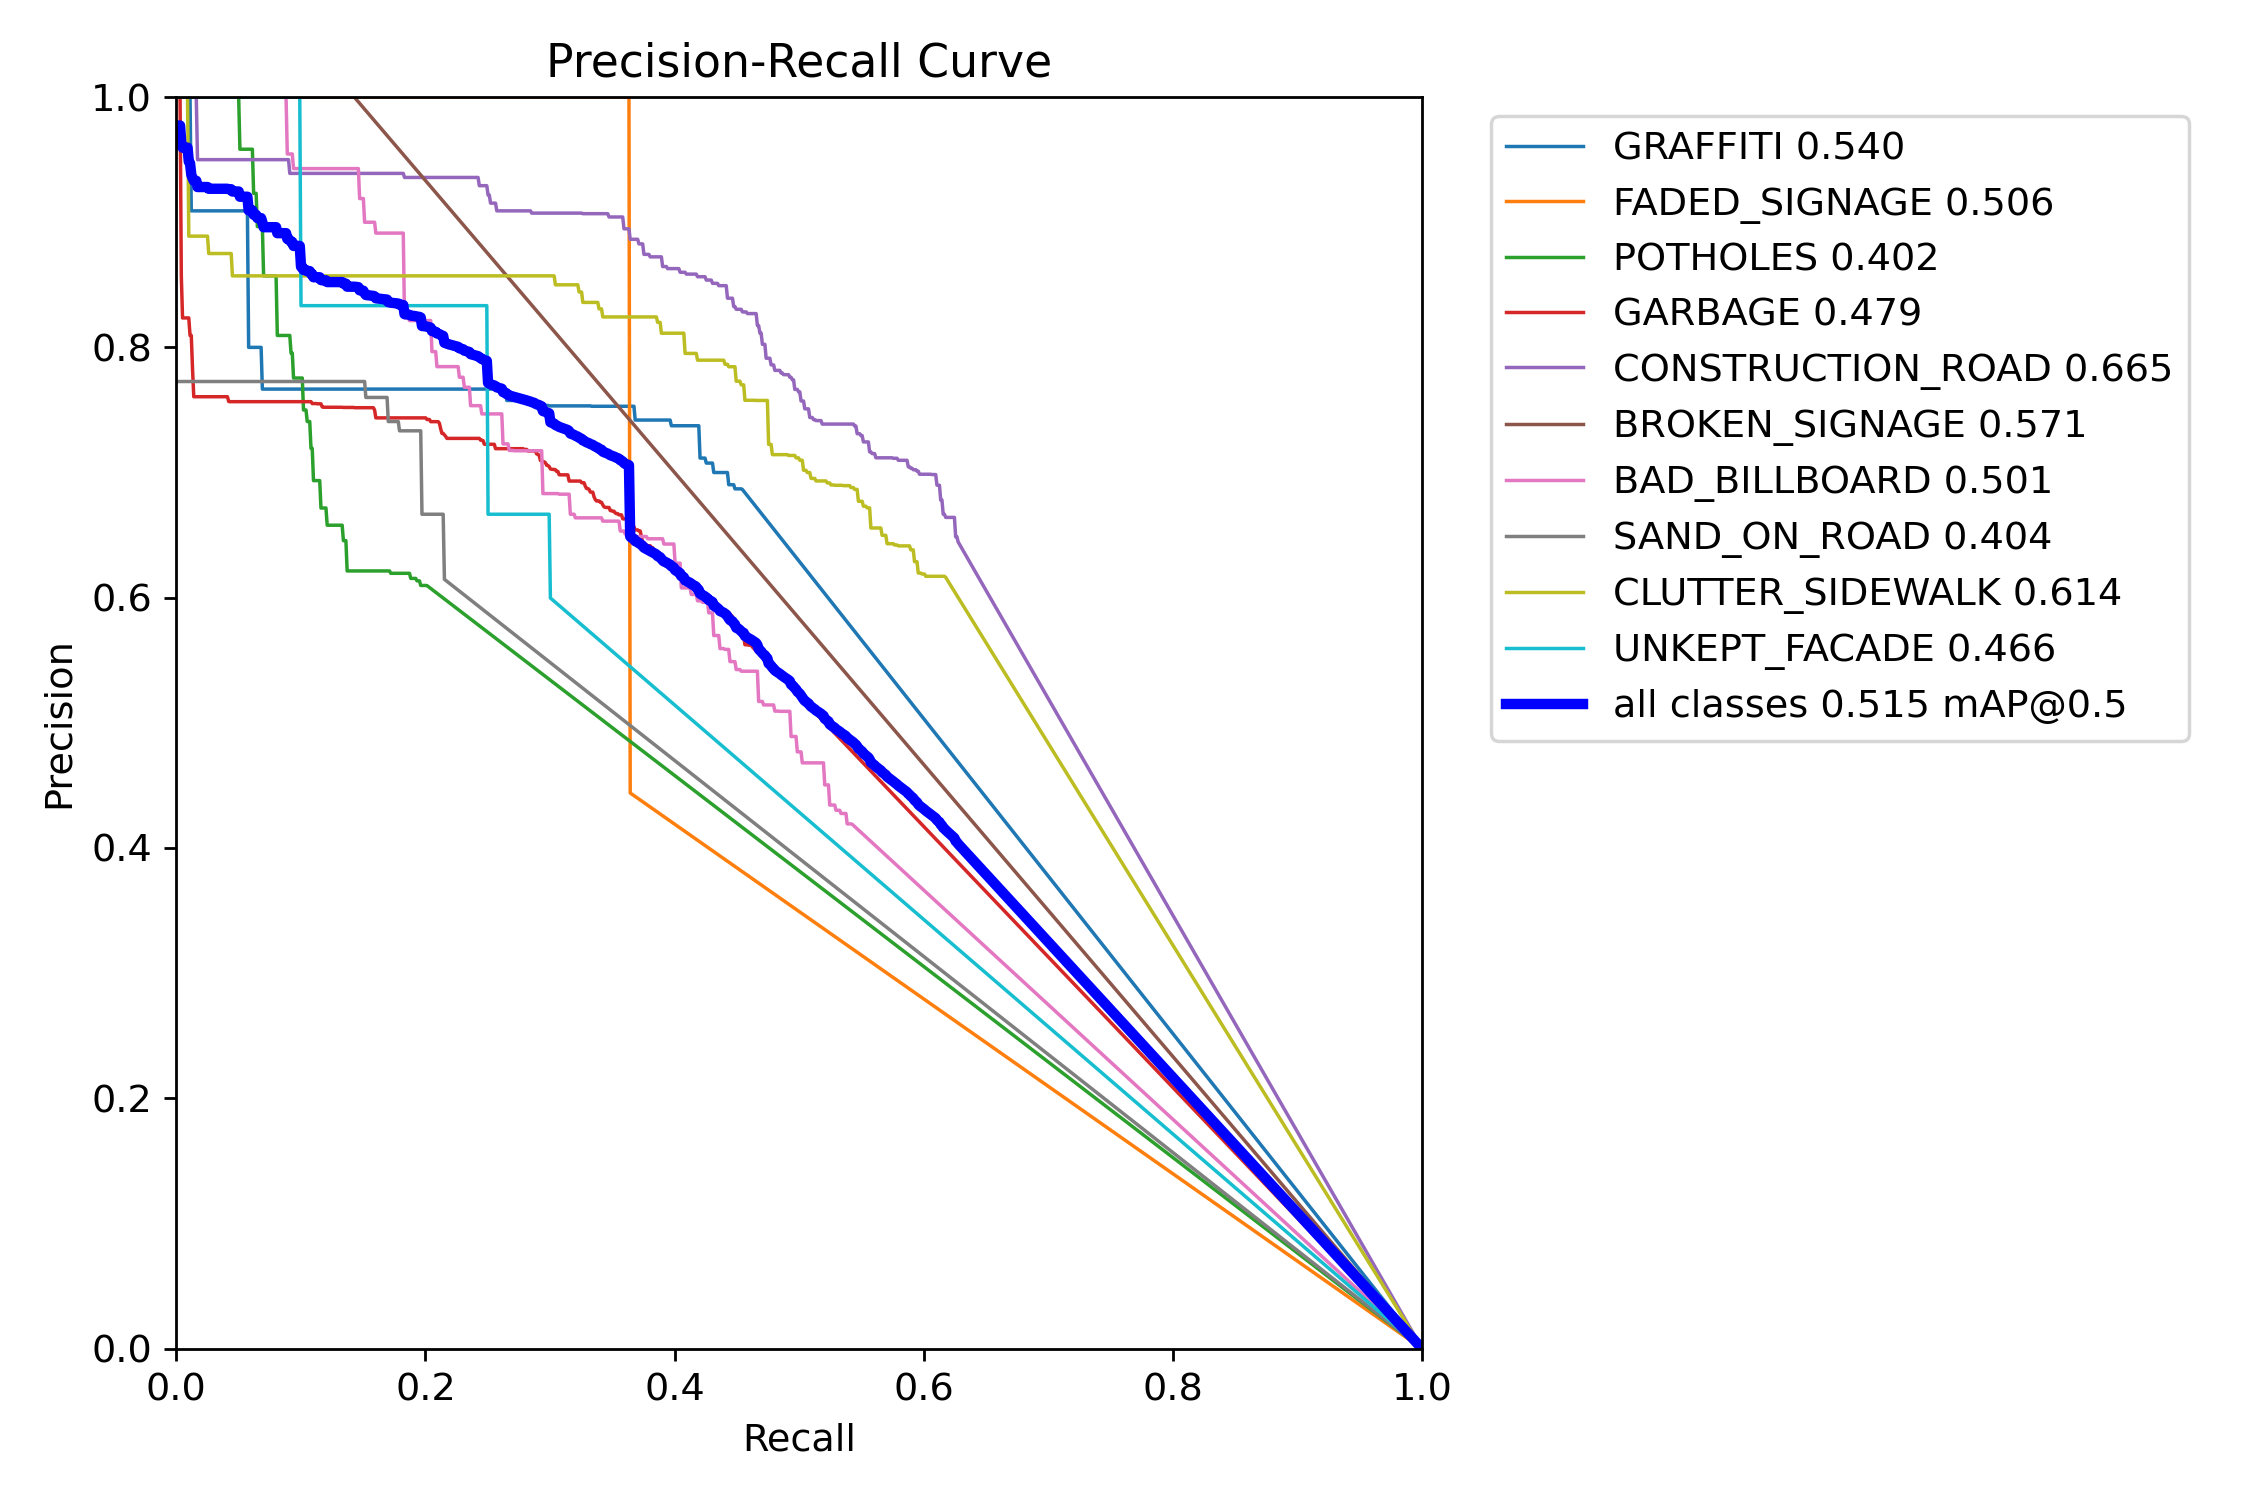 Precision-Recall Curve
1.0
0.8
0.6
0.4
0.2
0.0
Precision
0.0 0.2 0.4 0.6 0.8 1.0
Recall
GRAFFITI 0.540
FADED_SIGNAGE 0.506
POTHOLES 0.402
GARBAGE 0.479
CONSTRUCTION_ROAD 0.665
BROKEN_SIGNAGE 0.571
BAD_BILLBOARD 0.501
SAND_ON_ROAD 0.404
CLUTTER_SIDEWALK 0.614
UNKEPT_FACADE 0.466
all classes 0.515 mAP@0.5